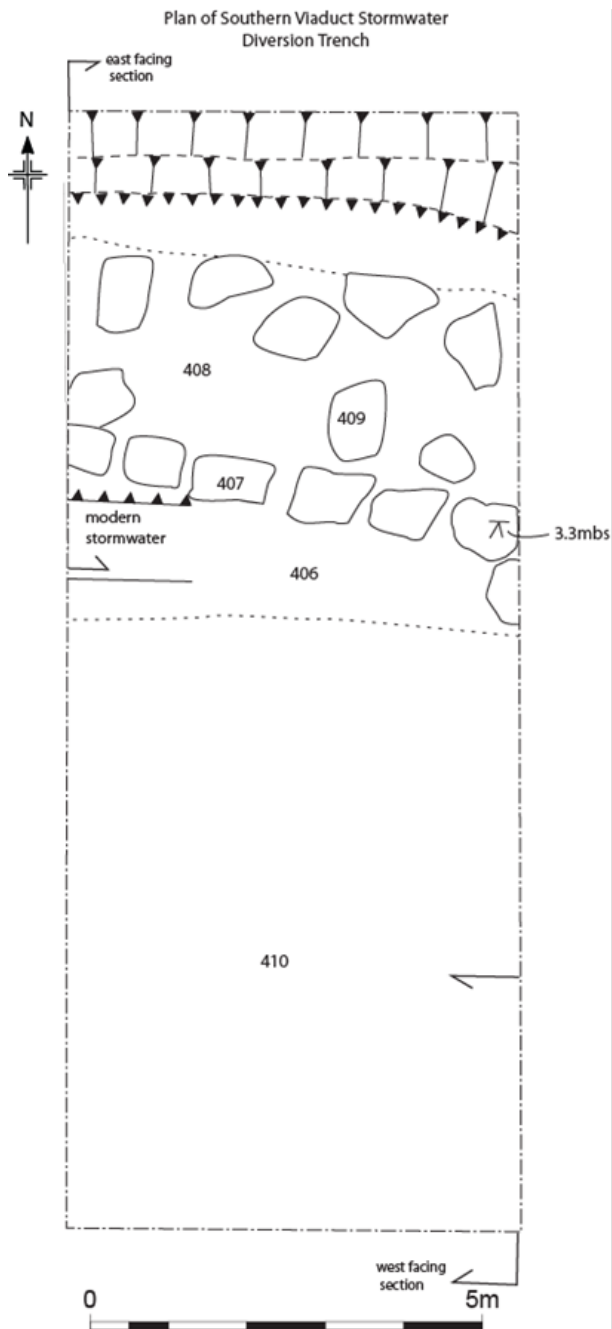 Plan of Southern Viaduct Stormwater
Diversion Trench
east facing
section
N
408
409
407
modern
stormwater
3.3mbs
406
410
west facing
section
0
5m